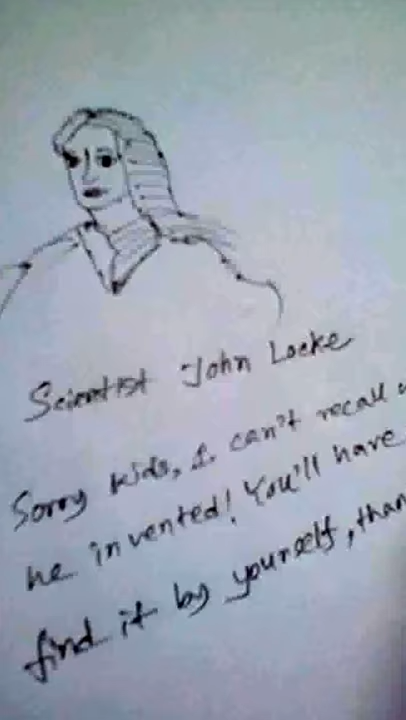 Scientist John Locke
Sorry kids, I can't recall
he invented! You'll have
find it by yourself, than